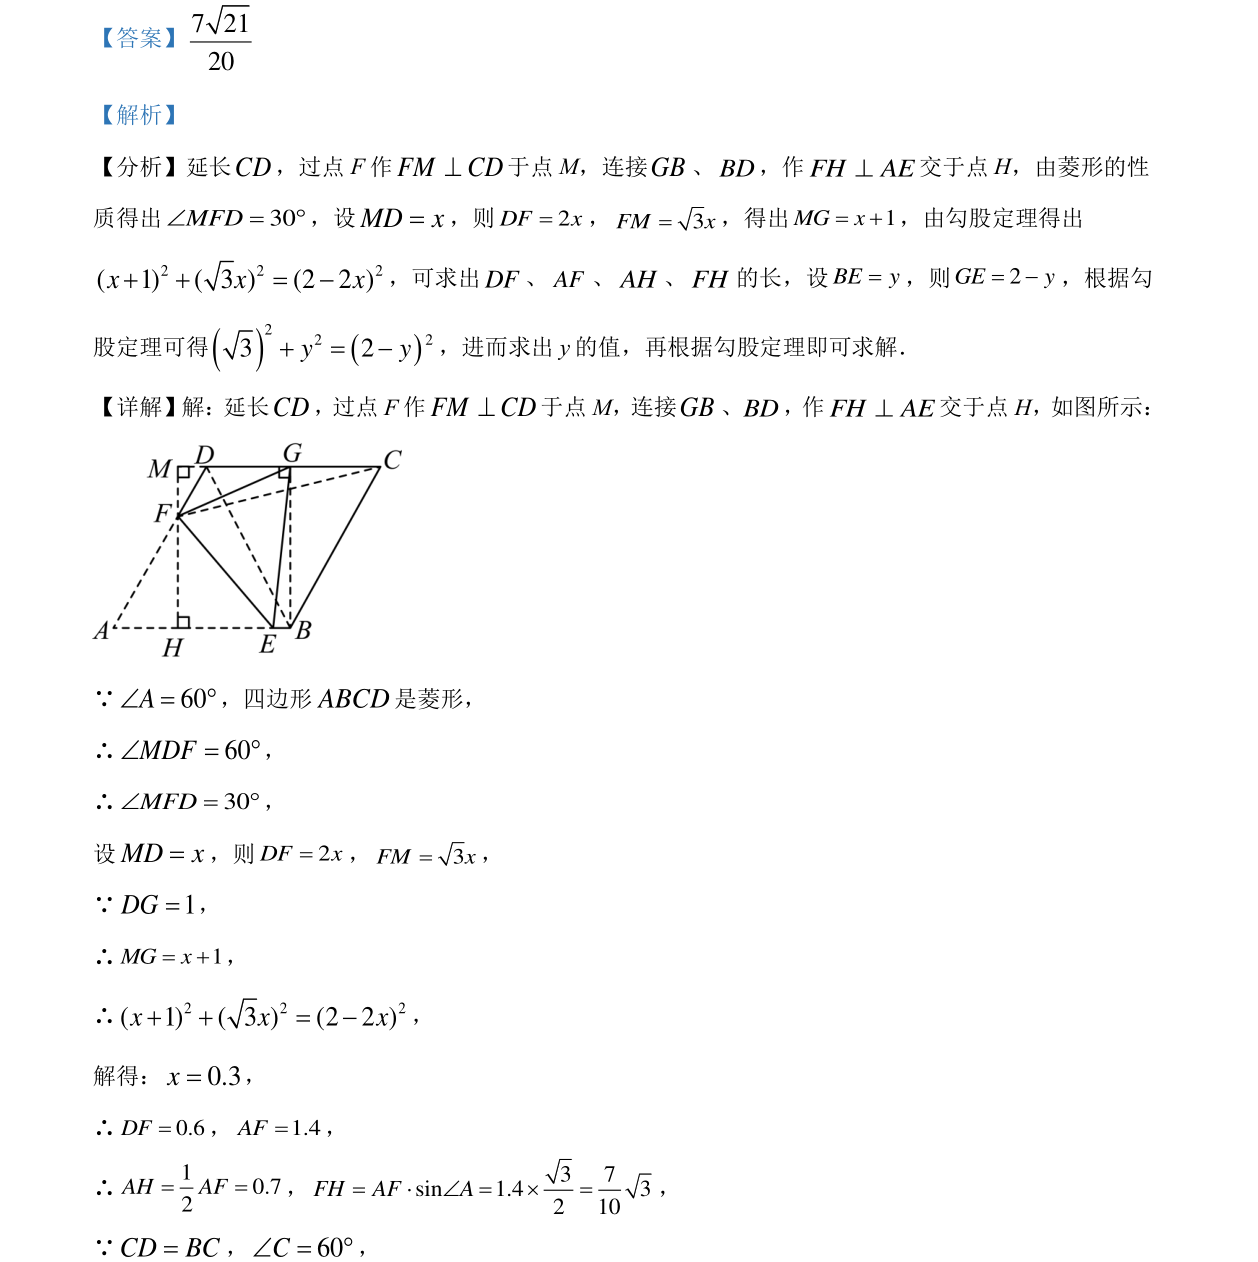 【答案】7√21/20
【解析】
【分析】延长CD，过点F作FM⊥CD于点M，连接GB、BD，作FH⊥AE交于点H，由菱形的性
质得出∠MFD=30°，设MD=x，则DF=2x，FM=√3x，得出MG=x+1，由勾股定理得出
(x+1)²+(√3x)²=(2−2x)²，可求出DF、AF、AH、FH的长，设BE=y，则GE=2−y，根据勾
股定理可得(√3)²+y²=(2−y)²，进而求出y的值，再根据勾股定理即可求解．
【详解】解：延长CD，过点F作FM⊥CD于点M，连接GB、BD，作FH⊥AE交于点H，如图所示：
M D G C
F
A H E B
∵∠A=60°，四边形ABCD是菱形，
∴∠MDF=60°，
∴∠MFD=30°，
设MD=x，则DF=2x，FM=√3x，
∵DG=1，
∴MG=x+1，
∴(x+1)²+(√3x)²=(2−2x)²，
解得：x=0.3，
∴DF=0.6，AF=1.4，
∴AH=1/2AF=0.7，FH=AF·sin∠A=1.4×√3/2=7/10√3，
∵CD=BC，∠C=60°，